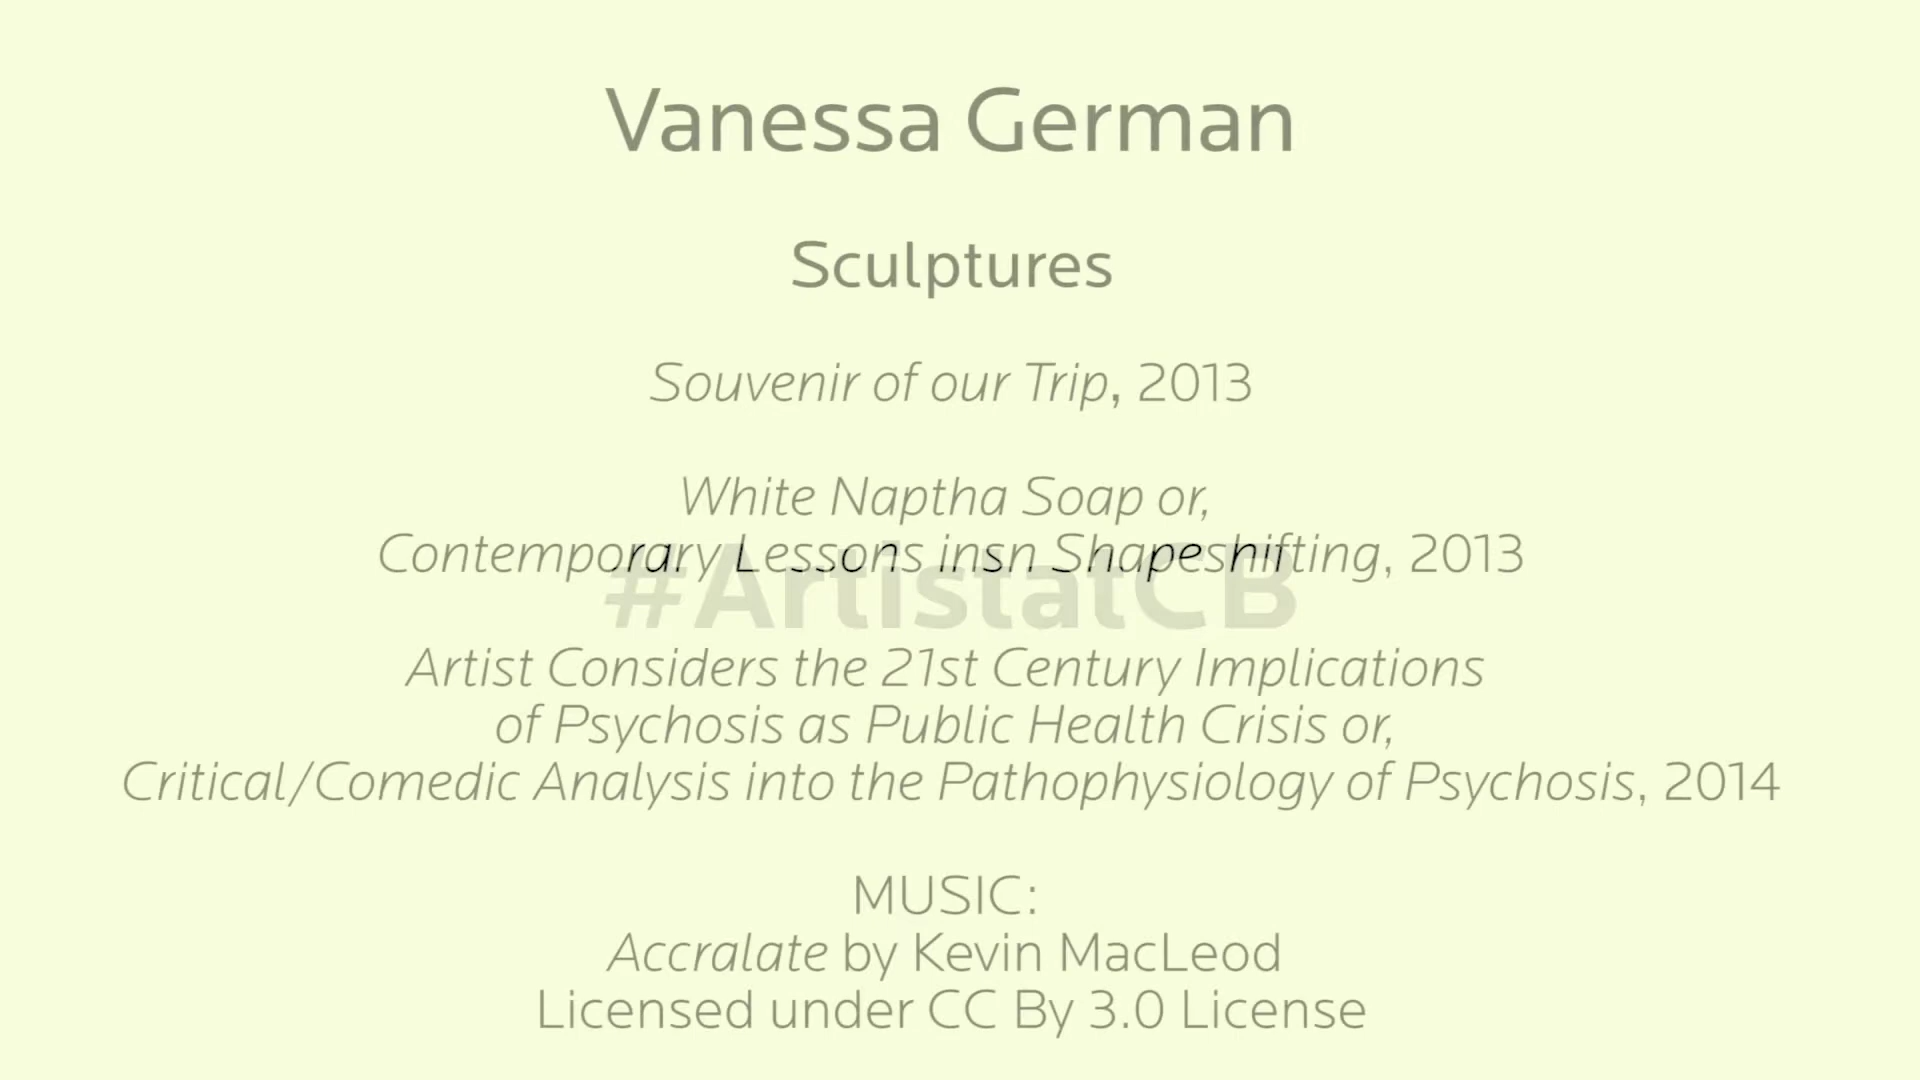 Vanessa German
Sculptures
Souvenir of our Trip, 2013
White Naptha Soap or,
Contemporary Lessons insn Shapeshifting, 2013
#ArtistatCB
Artist Considers the 21st Century Implications
of Psychosis as Public Health Crisis or,
Critical/Comedic Analysis into the Pathophysiology of Psychosis, 2014
MUSIC:
Accralate by Kevin MacLeod
Licensed under CC By 3.0 License